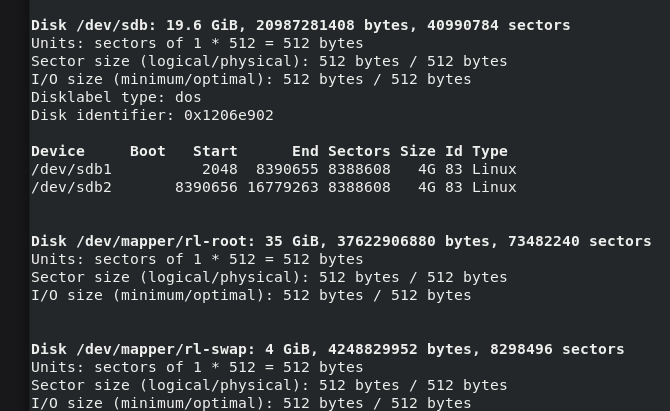 Disk /dev/sdb: 19.6 GiB, 20987281408 bytes, 40990784 sectors
Units: sectors of 1 * 512 = 512 bytes
Sector size (logical/physical): 512 bytes / 512 bytes
I/O size (minimum/optimal): 512 bytes / 512 bytes
Disklabel type: dos
Disk identifier: 0x1206e902
Device     Boot   Start      End Sectors Size Id Type
/dev/sdb1          2048  8390655 8388608   4G 83 Linux
/dev/sdb2       8390656 16779263 8388608   4G 83 Linux
Disk /dev/mapper/rl-root: 35 GiB, 37622906880 bytes, 73482240 sectors
Units: sectors of 1 * 512 = 512 bytes
Sector size (logical/physical): 512 bytes / 512 bytes
I/O size (minimum/optimal): 512 bytes / 512 bytes
Disk /dev/mapper/rl-swap: 4 GiB, 4248829952 bytes, 8298496 sectors
Units: sectors of 1 * 512 = 512 bytes
Sector size (logical/physical): 512 bytes / 512 bytes
I/O size (minimum/optimal): 512 bytes / 512 bytes